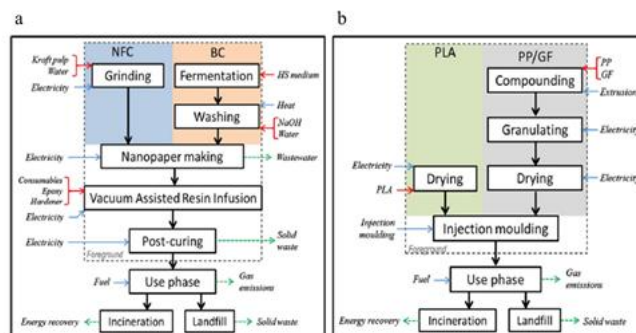 a
NFC
BC
Kraft pulp
Water
Grinding
Fermentation
HS medium
Electricity
Heat
Washing
NaOH
Water
Electricity
Nanopaper making
Wastewater
Consumables
Epoxy
Hardener
Vacuum Assisted Resin Infusion
Electricity
Electricity
Post-curing
Solid
waste
Foreground
Fuel
Use phase
Gas
emissions
Energy recovery
Incineration
Landfill
Solid waste
b
PLA
PP/GF
PP
GF
Compounding
Extrusion
Granulating
Electricity
Electricity
PLA
Drying
Drying
Electricity
Injection
moulding
Injection moulding
Foreground
Fuel
Use phase
Gas
emissions
Energy recovery
Incineration
Landfill
Solid waste